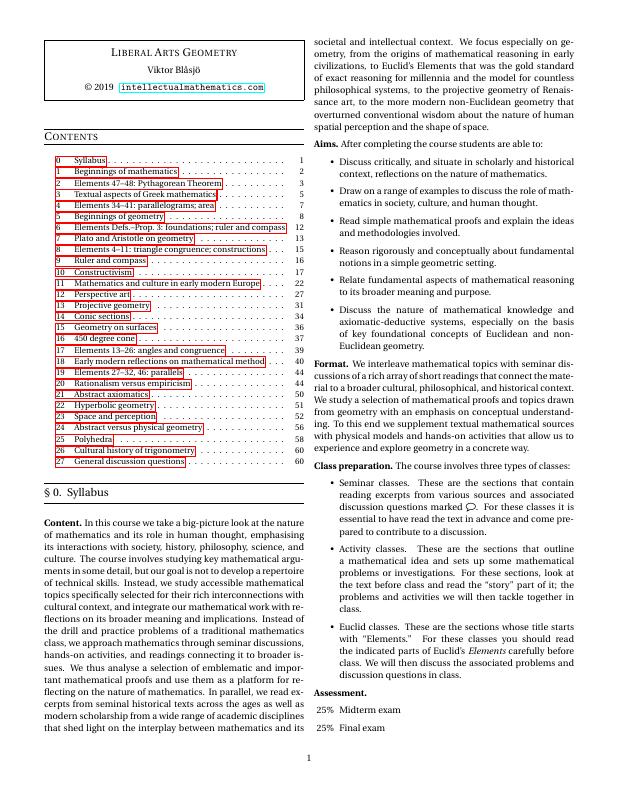 LIBERAL ARTS GEOMETRY
Viktor Blåsjö
© 2019 intellectualmathematics.com
CONTENTS
0 Syllabus . . . . . . . . . . . . . . . . . . . . . . . . 1
1 Beginnings of mathematics . . . . . . . . . . . . . . 2
2 Elements 47–48: Pythagorean Theorem . . . . . . . 3
3 Textual aspects of Greek mathematics . . . . . . . . 5
4 Elements 34–41: parallelograms; area . . . . . . . . 7
5 Beginnings of geometry . . . . . . . . . . . . . . . . 8
6 Elements Defs.–Prop. 3: foundations; ruler and compass 12
7 Plato and Aristotle on geometry . . . . . . . . . . . 13
8 Elements 4–11: triangle congruence; constructions . . . 15
9 Ruler and compass . . . . . . . . . . . . . . . . . . 16
10 Constructivism . . . . . . . . . . . . . . . . . . . . 17
11 Mathematics and culture in early modern Europe . . . . 22
12 Perspective art . . . . . . . . . . . . . . . . . . . . . 27
13 Projective geometry . . . . . . . . . . . . . . . . . . 31
14 Conic sections . . . . . . . . . . . . . . . . . . . . . 34
15 Geometry on surfaces . . . . . . . . . . . . . . . . . 36
16 450 degree cone . . . . . . . . . . . . . . . . . . . . 37
17 Elements 13–26: angles and congruence . . . . . . . 39
18 Early modern reflections on mathematical method . . . . 40
19 Elements 27–32, 46: parallels . . . . . . . . . . . . . 44
20 Rationalism versus empiricism . . . . . . . . . . . . 44
21 Abstract axiomatics . . . . . . . . . . . . . . . . . . 50
22 Hyperbolic geometry . . . . . . . . . . . . . . . . . 51
23 Space and perception . . . . . . . . . . . . . . . . . 52
24 Abstract versus physical geometry . . . . . . . . . . 56
25 Polyhedra . . . . . . . . . . . . . . . . . . . . . . . 58
26 Cultural history of trigonometry . . . . . . . . . . . 60
27 General discussion questions . . . . . . . . . . . . . 60
§ 0. Syllabus
Content. In this course we take a big-picture look at the nature
of mathematics and its role in human thought, emphasising
its interactions with society, history, philosophy, science, and
culture. The course involves studying key mathematical argu-
ments in some detail, but our goal is not to develop a repertoire
of technical skills. Instead, we study accessible mathematical
topics specifically selected for their rich interconnections with
cultural context, and integrate our mathematical work with re-
flections on its broader meaning and implications. Instead of
the drill and practice problems of a traditional mathematics
class, we approach mathematics through seminar discussions,
hands-on activities, and readings connecting it to broader is-
sues. We thus analyse a selection of emblematic and impor-
tant mathematical proofs and use them as a platform for re-
flecting on the nature of mathematics. In parallel, we read ex-
cerpts from seminal historical texts across the ages as well as
modern scholarship from a wide range of academic disciplines
that shed light on the interplay between mathematics and its
societal and intellectual context. We focus especially on ge-
ometry, from the origins of mathematical reasoning in early
civilizations, to Euclid's Elements that was the gold standard
of exact reasoning for millennia and the model for countless
philosophical systems, to the projective geometry of Renais-
sance art, to the more modern non-Euclidean geometry that
overturned conventional wisdom about the nature of human
spatial perception and the shape of space.
Aims. After completing the course students are able to:
• Discuss critically, and situate in scholarly and historical
context, reflections on the nature of mathematics.
• Draw on a range of examples to discuss the role of math-
ematics in society, culture, and human thought.
• Read simple mathematical proofs and explain the ideas
and methodologies involved.
• Reason rigorously and conceptually about fundamental
notions in a simple geometric setting.
• Relate fundamental aspects of mathematical reasoning
to its broader meaning and purpose.
• Discuss the nature of mathematical knowledge and
axiomatic-deductive systems, especially on the basis
of key foundational concepts of Euclidean and non-
Euclidean geometry.
Format. We interleave mathematical topics with seminar dis-
cussions of a rich array of short readings that connect the mate-
rial to a broader cultural, philosophical, and historical context.
We study a selection of mathematical proofs and topics drawn
from geometry with an emphasis on conceptual understand-
ing. To this end we supplement textual mathematical sources
with physical models and hands-on activities that allow us to
experience and explore geometry in a concrete way.
Class preparation. The course involves three types of classes:
• Seminar classes. These are the sections that contain
reading excerpts from various sources and associated
discussion questions marked 💬. For these classes it is
essential to have read the text in advance and come pre-
pared to contribute to a discussion.
• Activity classes. These are the sections that outline
a mathematical idea and sets up some mathematical
problems or investigations. For these sections, look at
the text before class and read the "story" part of it; the
problems and activities we will then tackle together in
class.
• Euclid classes. These are the sections whose title starts
with "Elements." For these classes you should read
the indicated parts of Euclid's Elements carefully before
class. We will then discuss the associated problems and
discussion questions in class.
Assessment.
25% Midterm exam
25% Final exam
1